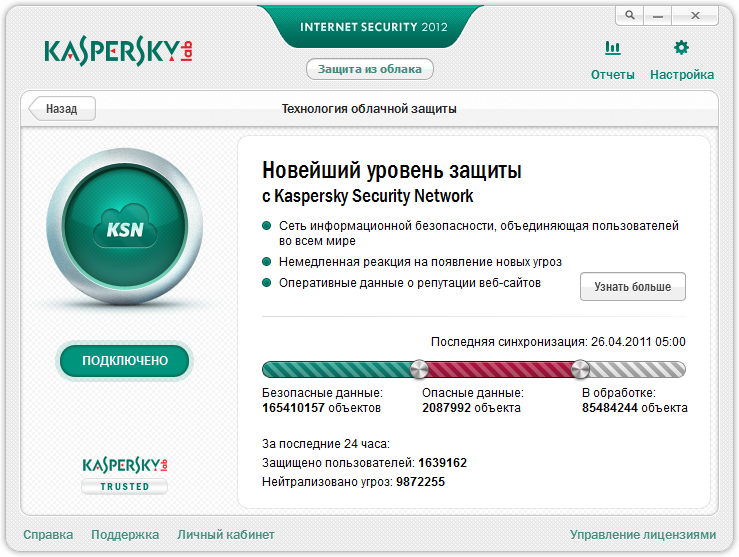 INTERNET SECURITY 2012
KASPERSKY lab
Защита из облака
Отчеты
Настройка
Назад
Технология облачной защиты
KSN
ПОДКЛЮЧЕНО
KASPERSKY lab
TRUSTED
Новейший уровень защиты
с Kaspersky Security Network
Сеть информационной безопасности, объединяющая пользователей
во всем мире
Немедленная реакция на появление новых угроз
Оперативные данные о репутации веб-сайтов
Узнать больше
Последняя синхронизация: 26.04.2011 05:00
Безопасные данные:
165410157 объектов
Опасные данные:
2087992 объекта
В обработке:
85484244 объекта
За последние 24 часа:
Защищено пользователей: 1639162
Нейтрализовано угроз: 9872255
Справка
Поддержка
Личный кабинет
Управление лицензиями